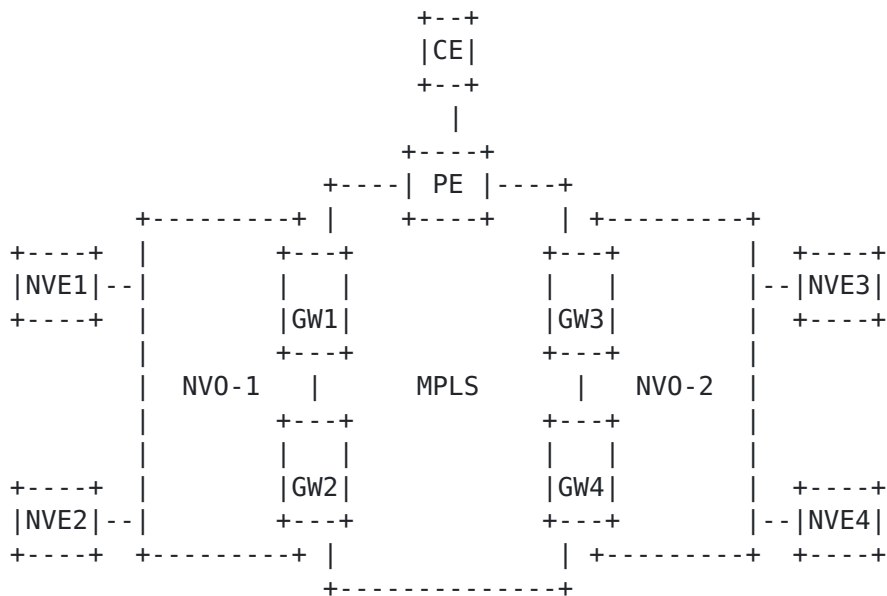 +--+
                          |CE|
                          +--+
                            |
                         +----+
                    +----| PE |----+
        +---------+ |    +----+    | +---------+
+----+  |        +---+            +---+        |  +----+
|NVE1|--|        |   |            |   |        |--|NVE3|
+----+  |        |GW1|            |GW3|        |  +----+
        |        +---+            +---+        |
        |  NVO-1   |      MPLS      |   NVO-2  |
        |        +---+            +---+        |
        |        |   |            |   |        |
+----+  |        |GW2|            |GW4|        |  +----+
|NVE2|--|        +---+            +---+        |--|NVE4|
+----+  +---------+ |              | +---------+  +----+
                    +--------------+